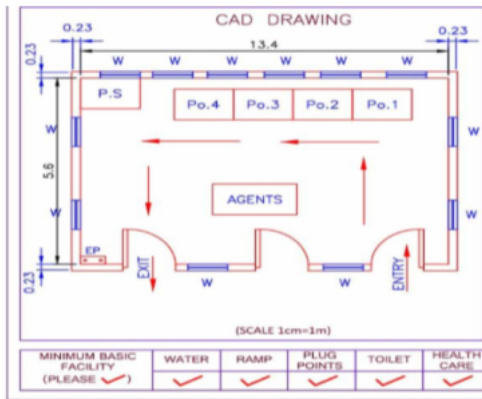 CAD DRAWING
0.23
13.4
0.23
0.23
W W W W W W
P.S
Po.4 Po.3 Po.2 Po.1
W
W
5.6
AGENTS
W
W
EP
EXIT
ENTRY
0.23
W
W
(SCALE 1cm=1m)
MINIMUM BASIC FACILITY (PLEASE ✓)
WATER
RAMP
PLUG POINTS
TOILET
HEALTH CARE
✓ ✓ ✓ ✓ ✓